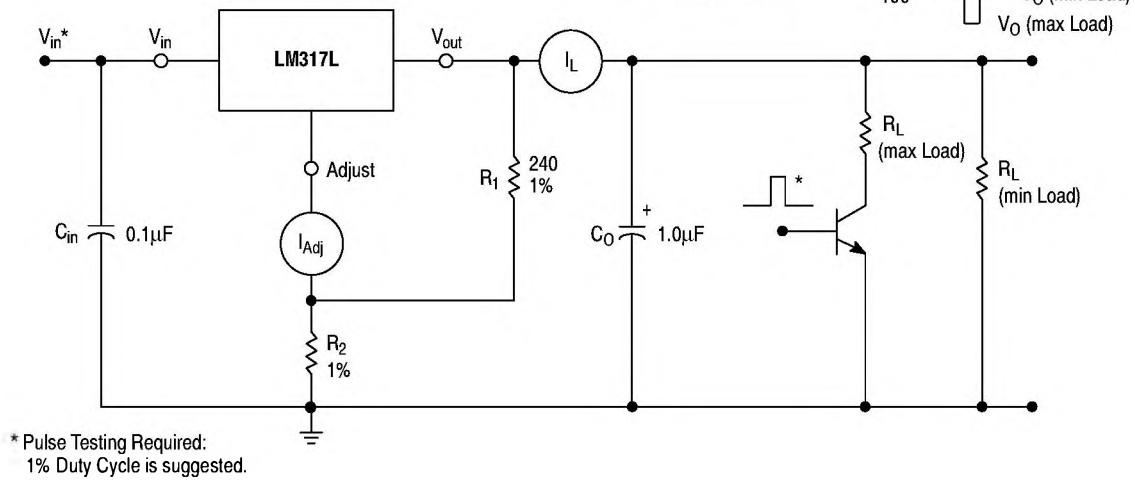 V_O (max Load)
V_in* V_in LM317L V_out I_L
Adjust
R_1 240 1%
R_L (max Load)
R_L (min Load)
*
C_in 0.1µF
I_Adj
C_O + 1.0µF
R_2 1%
* Pulse Testing Required:
1% Duty Cycle is suggested.